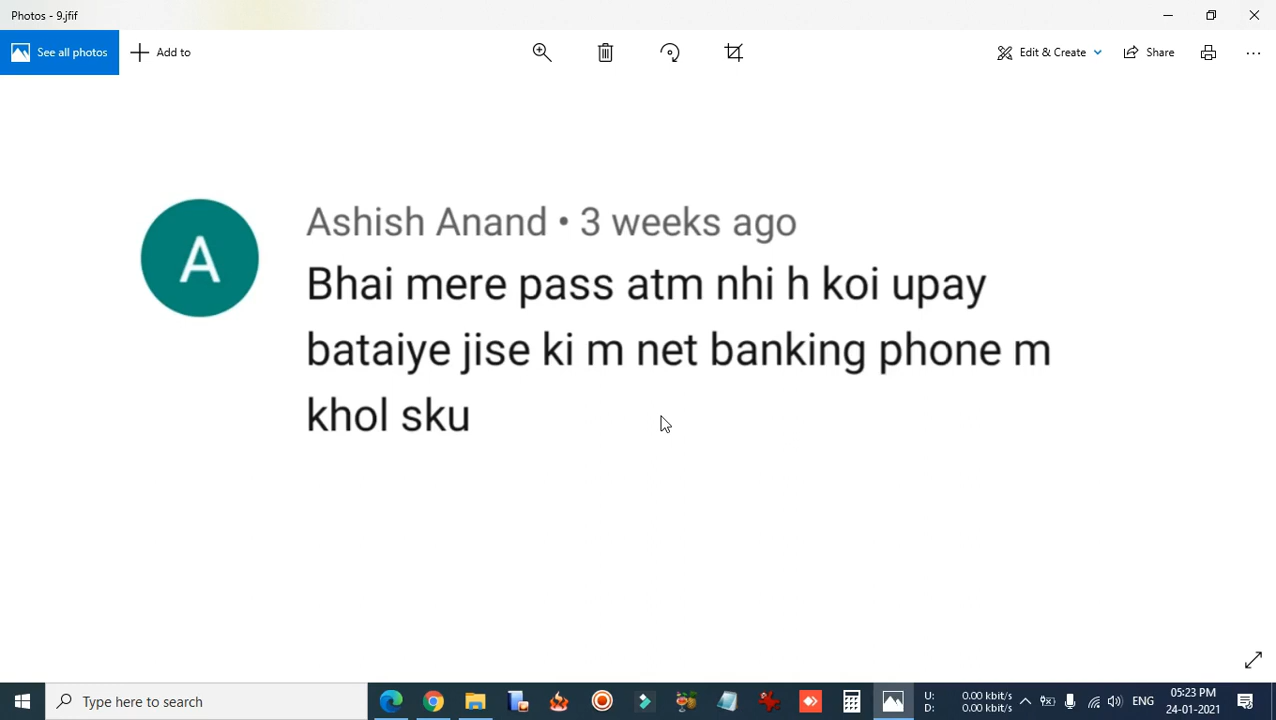 Photos - 9.jfif
See all photos
Add to
Edit & Create
Share
A
Ashish Anand • 3 weeks ago
Bhai mere pass atm nhi h koi upay
bataiye jise ki m net banking phone m
khol sku
Type here to search
U: 0.00 kbit/s
D: 0.00 kbit/s
ENG
05:23 PM
24-01-2021